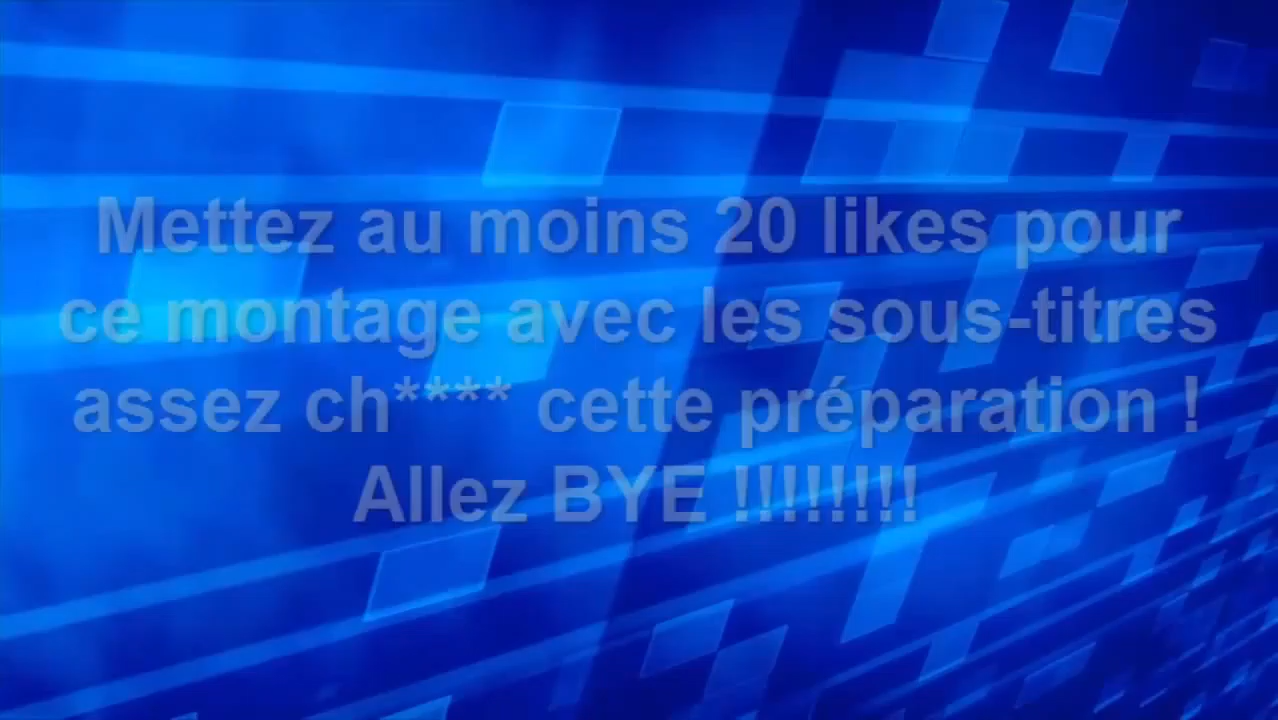 Mettez au moins 20 likes pour
ce montage avec les sous-titres
assez ch**** cette préparation !
Allez BYE !!!!!!!!